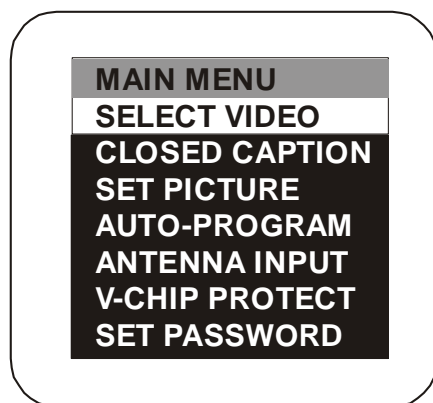 MAIN MENU
SELECT VIDEO
CLOSED CAPTION
SET PICTURE
AUTO-PROGRAM
ANTENNA INPUT
V-CHIP PROTECT
SET PASSWORD